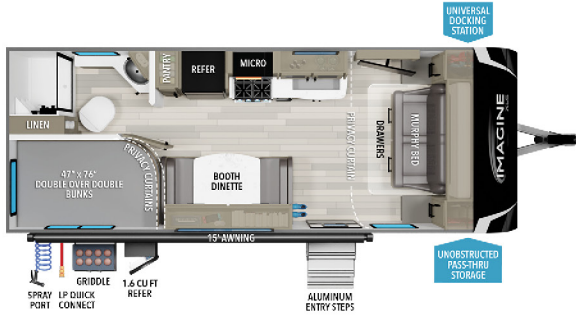 UNIVERSAL
DOCKING
STATION
PANTRY
REFER
MICRO
LINEN
PRIVACY CURTAINS
47" x 76"
DOUBLE OVER DOUBLE
BUNKS
BOOTH
DINETTE
PRIVACY CURTAIN
DRAWERS
MURPHY BED
IMAGINE
15' AWNING
UNOBSTRUCTED
PASS-THRU
STORAGE
SPRAY
PORT
LP QUICK
CONNECT
GRIDDLE
1.6 CU FT
REFER
ALUMINUM
ENTRY STEPS